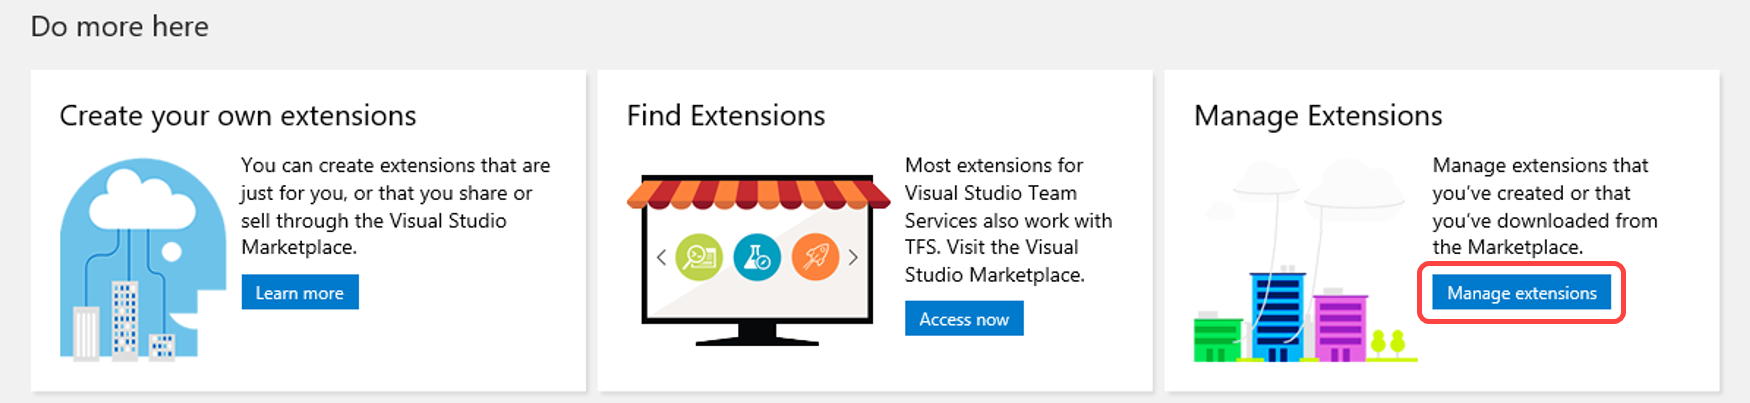 Do more here
Create your own extensions
You can create extensions that are
just for you, or that you share or
sell through the Visual Studio
Marketplace.
Learn more
Find Extensions
Most extensions for
Visual Studio Team
Services also work with
TFS. Visit the Visual
Studio Marketplace.
Access now
Manage Extensions
Manage extensions that
you've created or that
you've downloaded from
the Marketplace.
Manage extensions